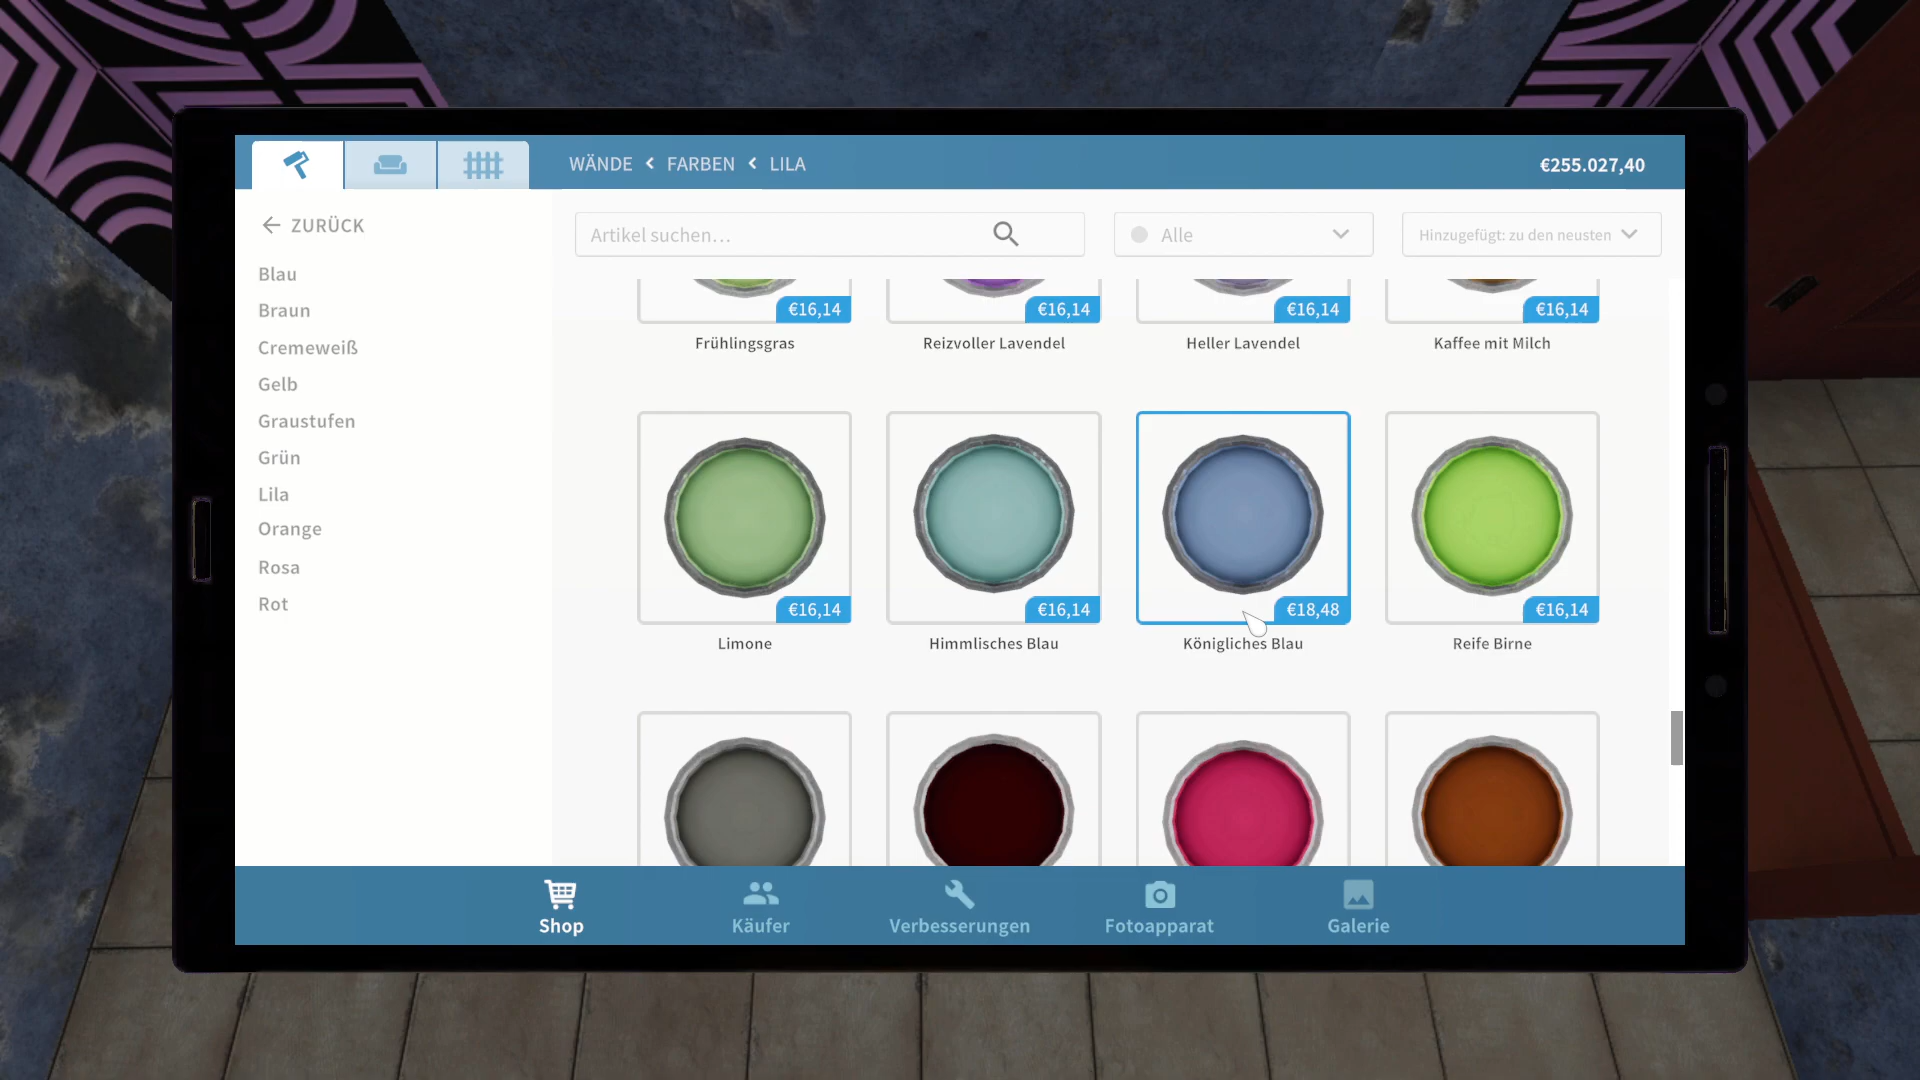 WÄNDE < FARBEN < LILA
€255.027,40
ZURÜCK
Artikel suchen...
Alle
Hinzugefügt: zu den neusten
Blau
Braun
Cremeweiß
Gelb
Graustufen
Grün
Lila
Orange
Rosa
Rot
€16,14
€16,14
€16,14
€16,14
Frühlingsgras
Reizvoller Lavendel
Heller Lavendel
Kaffee mit Milch
€16,14
€16,14
€18,48
€16,14
Limone
Himmlisches Blau
Königliches Blau
Reife Birne
Shop
Käufer
Verbesserungen
Fotoapparat
Galerie